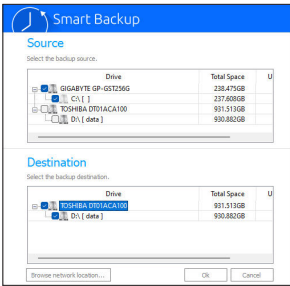 Smart Backup
Source
Select the backup source.
Drive Total Space U
GIGABYTE GP-GST256G 238.475GB
C:\ [ ] 237.608GB
TOSHIBA DT01ACA100 931.513GB
D:\ [ data ] 930.882GB
Destination
Select the backup destination.
Drive Total Space U
TOSHIBA DT01ACA100 931.513GB
D:\ [ data ] 930.882GB
Browse network location... Ok Cancel